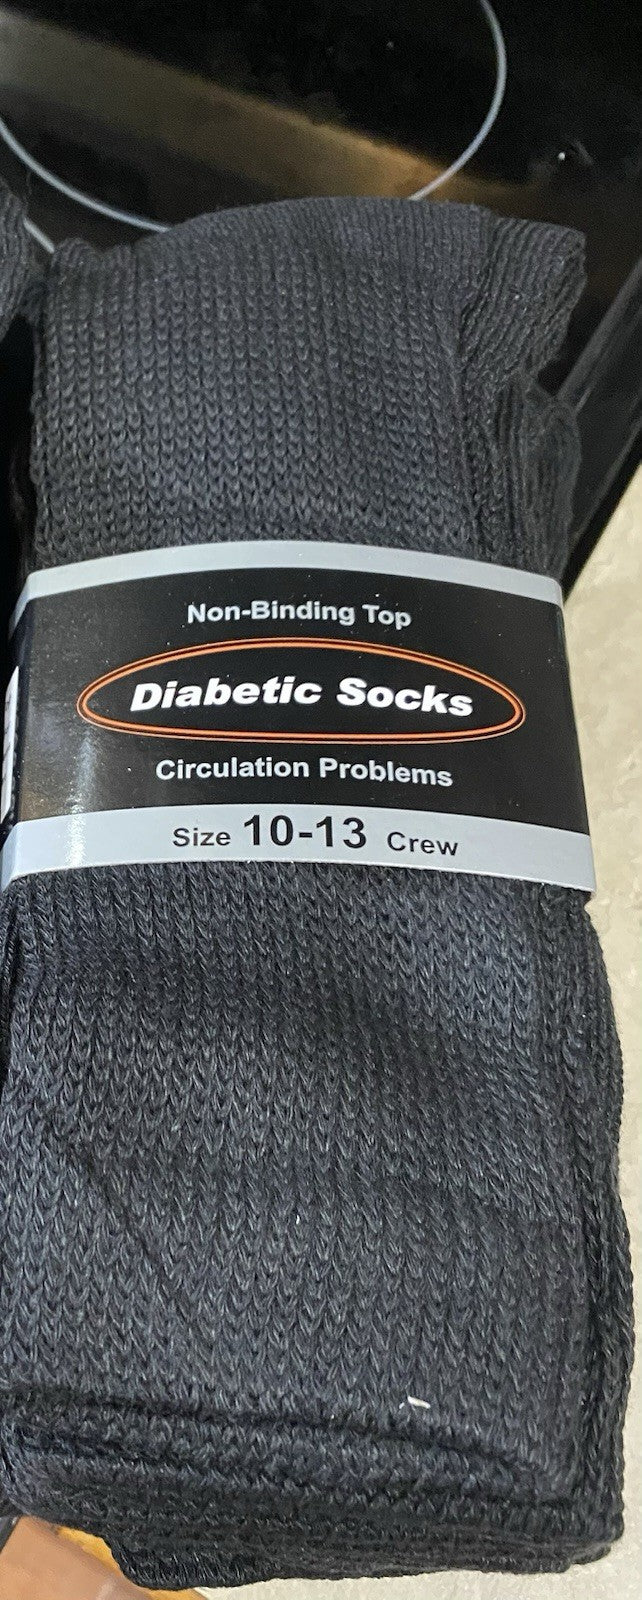 Non-Binding Top
Diabetic Socks
Circulation Problems
Size 10-13 Crew